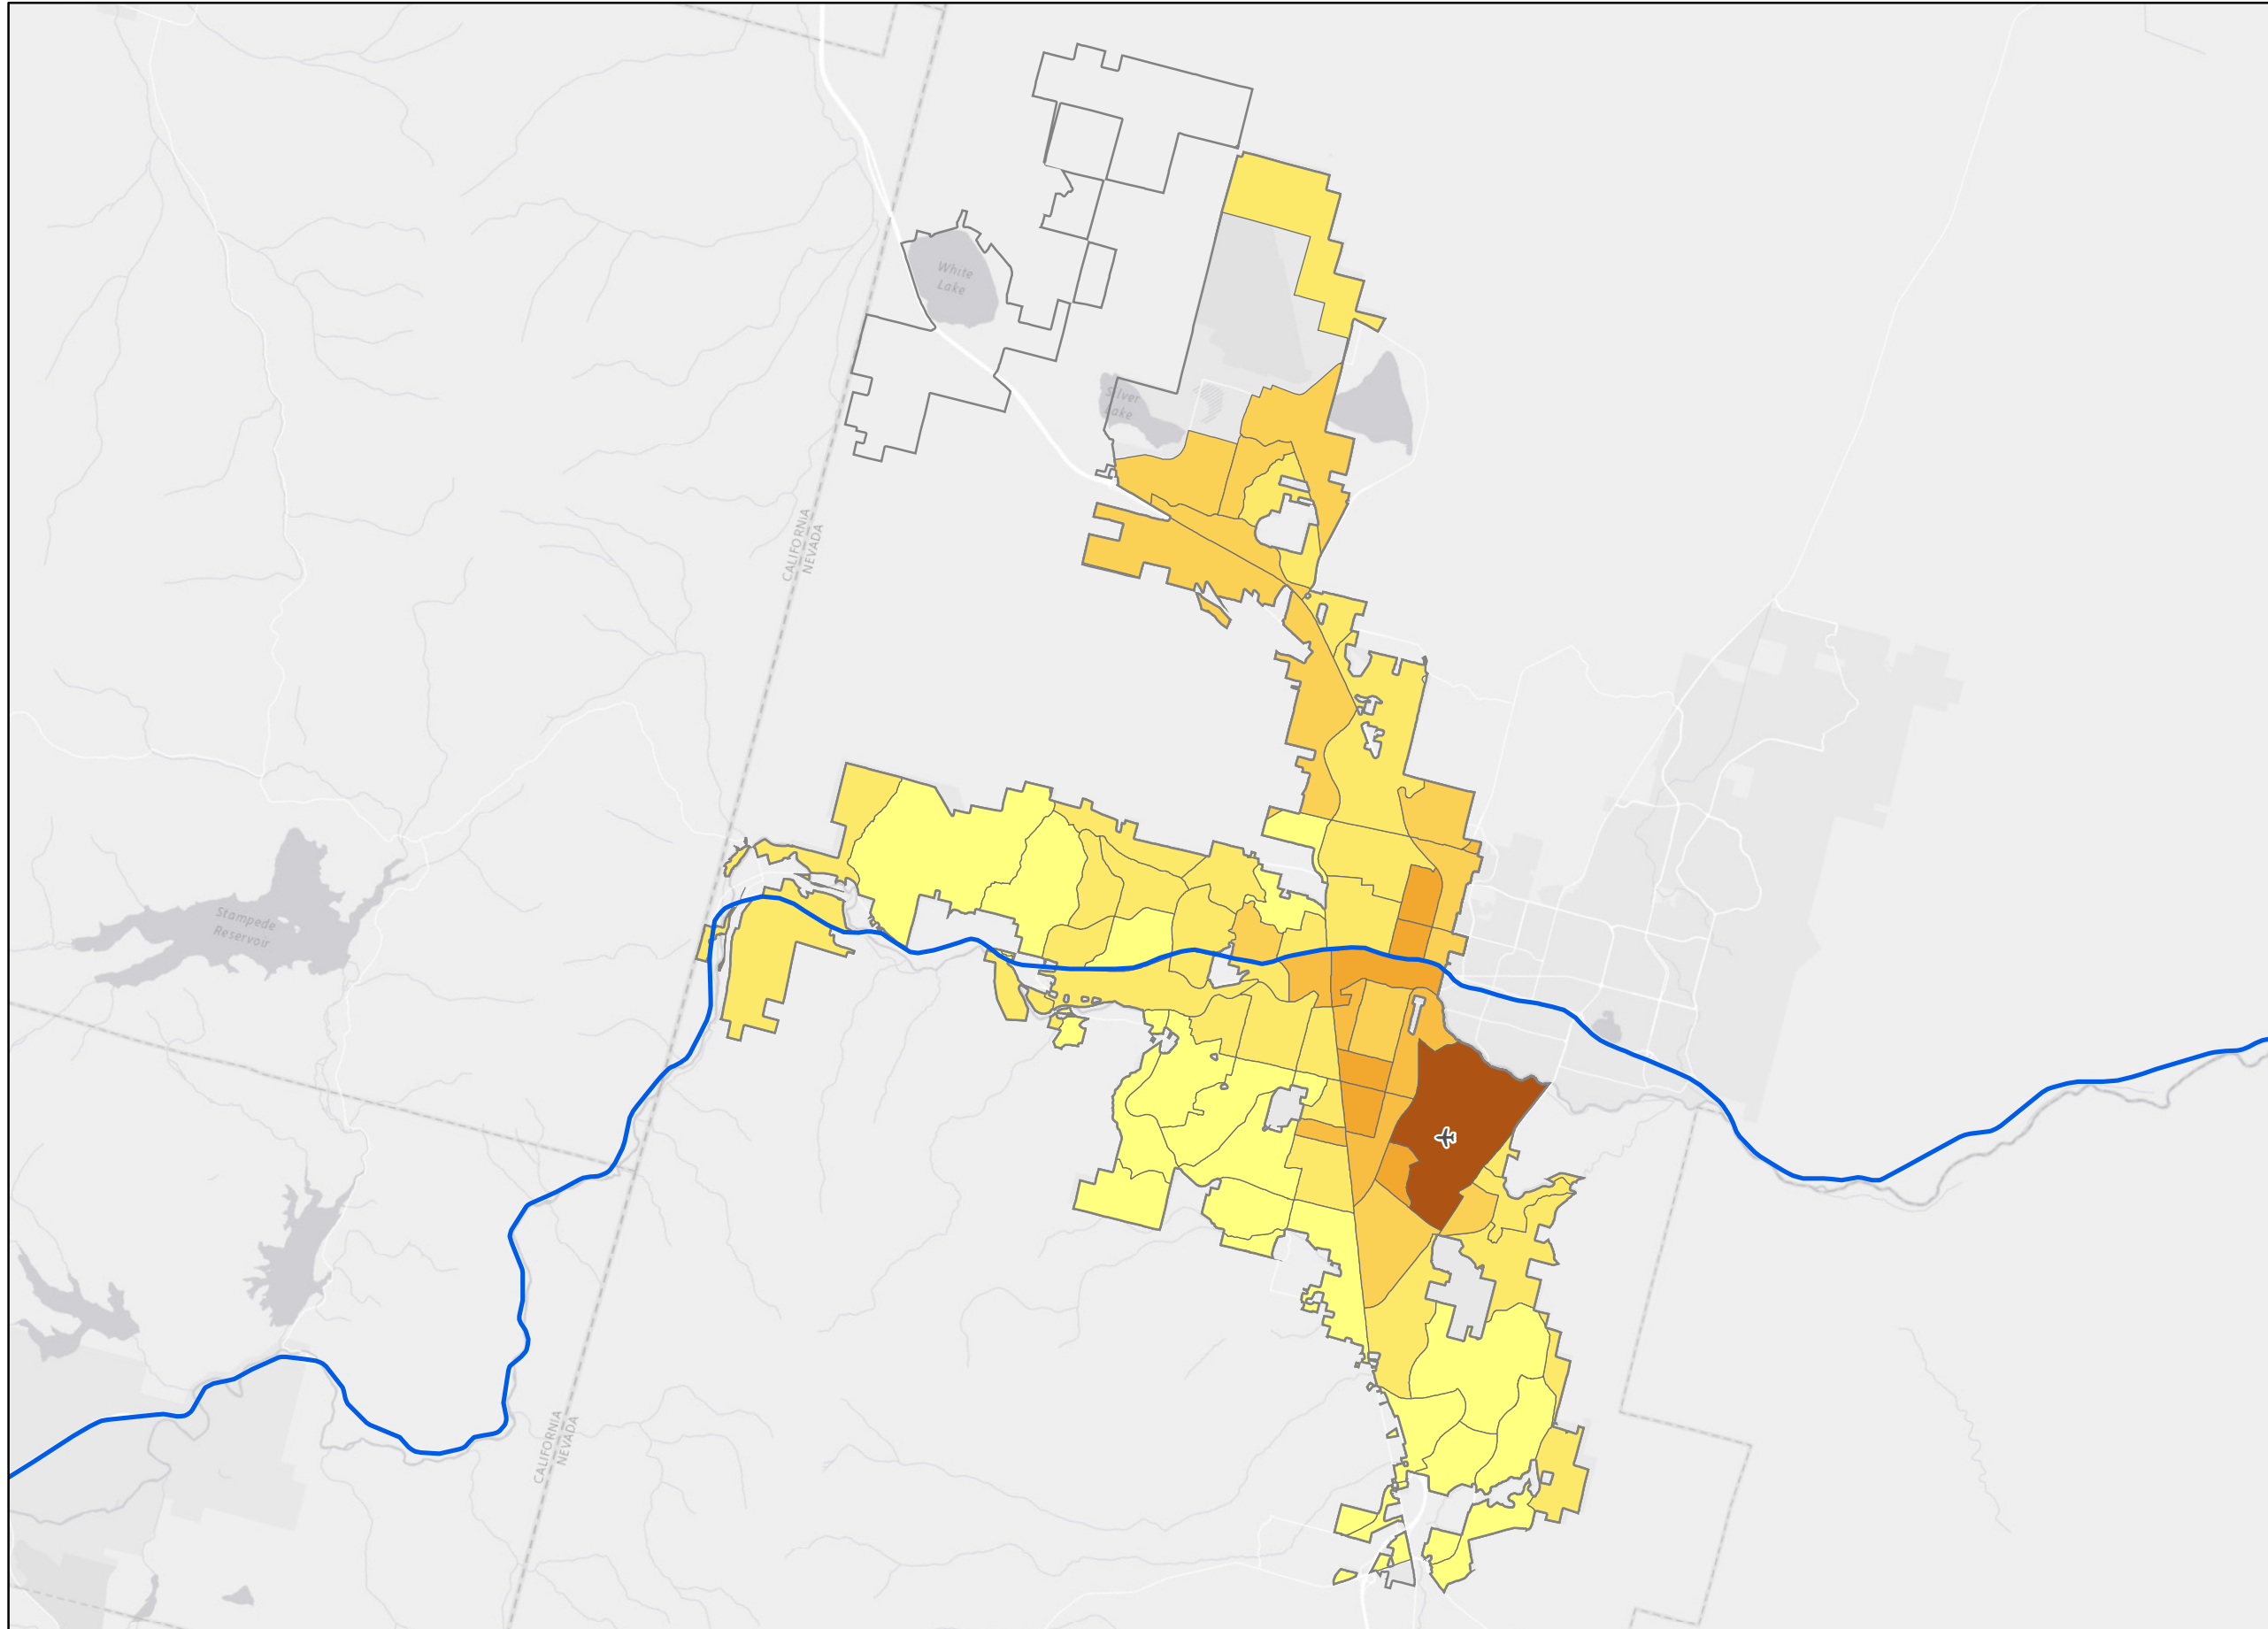 White
Lake
Silver
Lake
CALIFORNIA
NEVADA
Stampede
Reservoir
CALIFORNIA
NEVADA